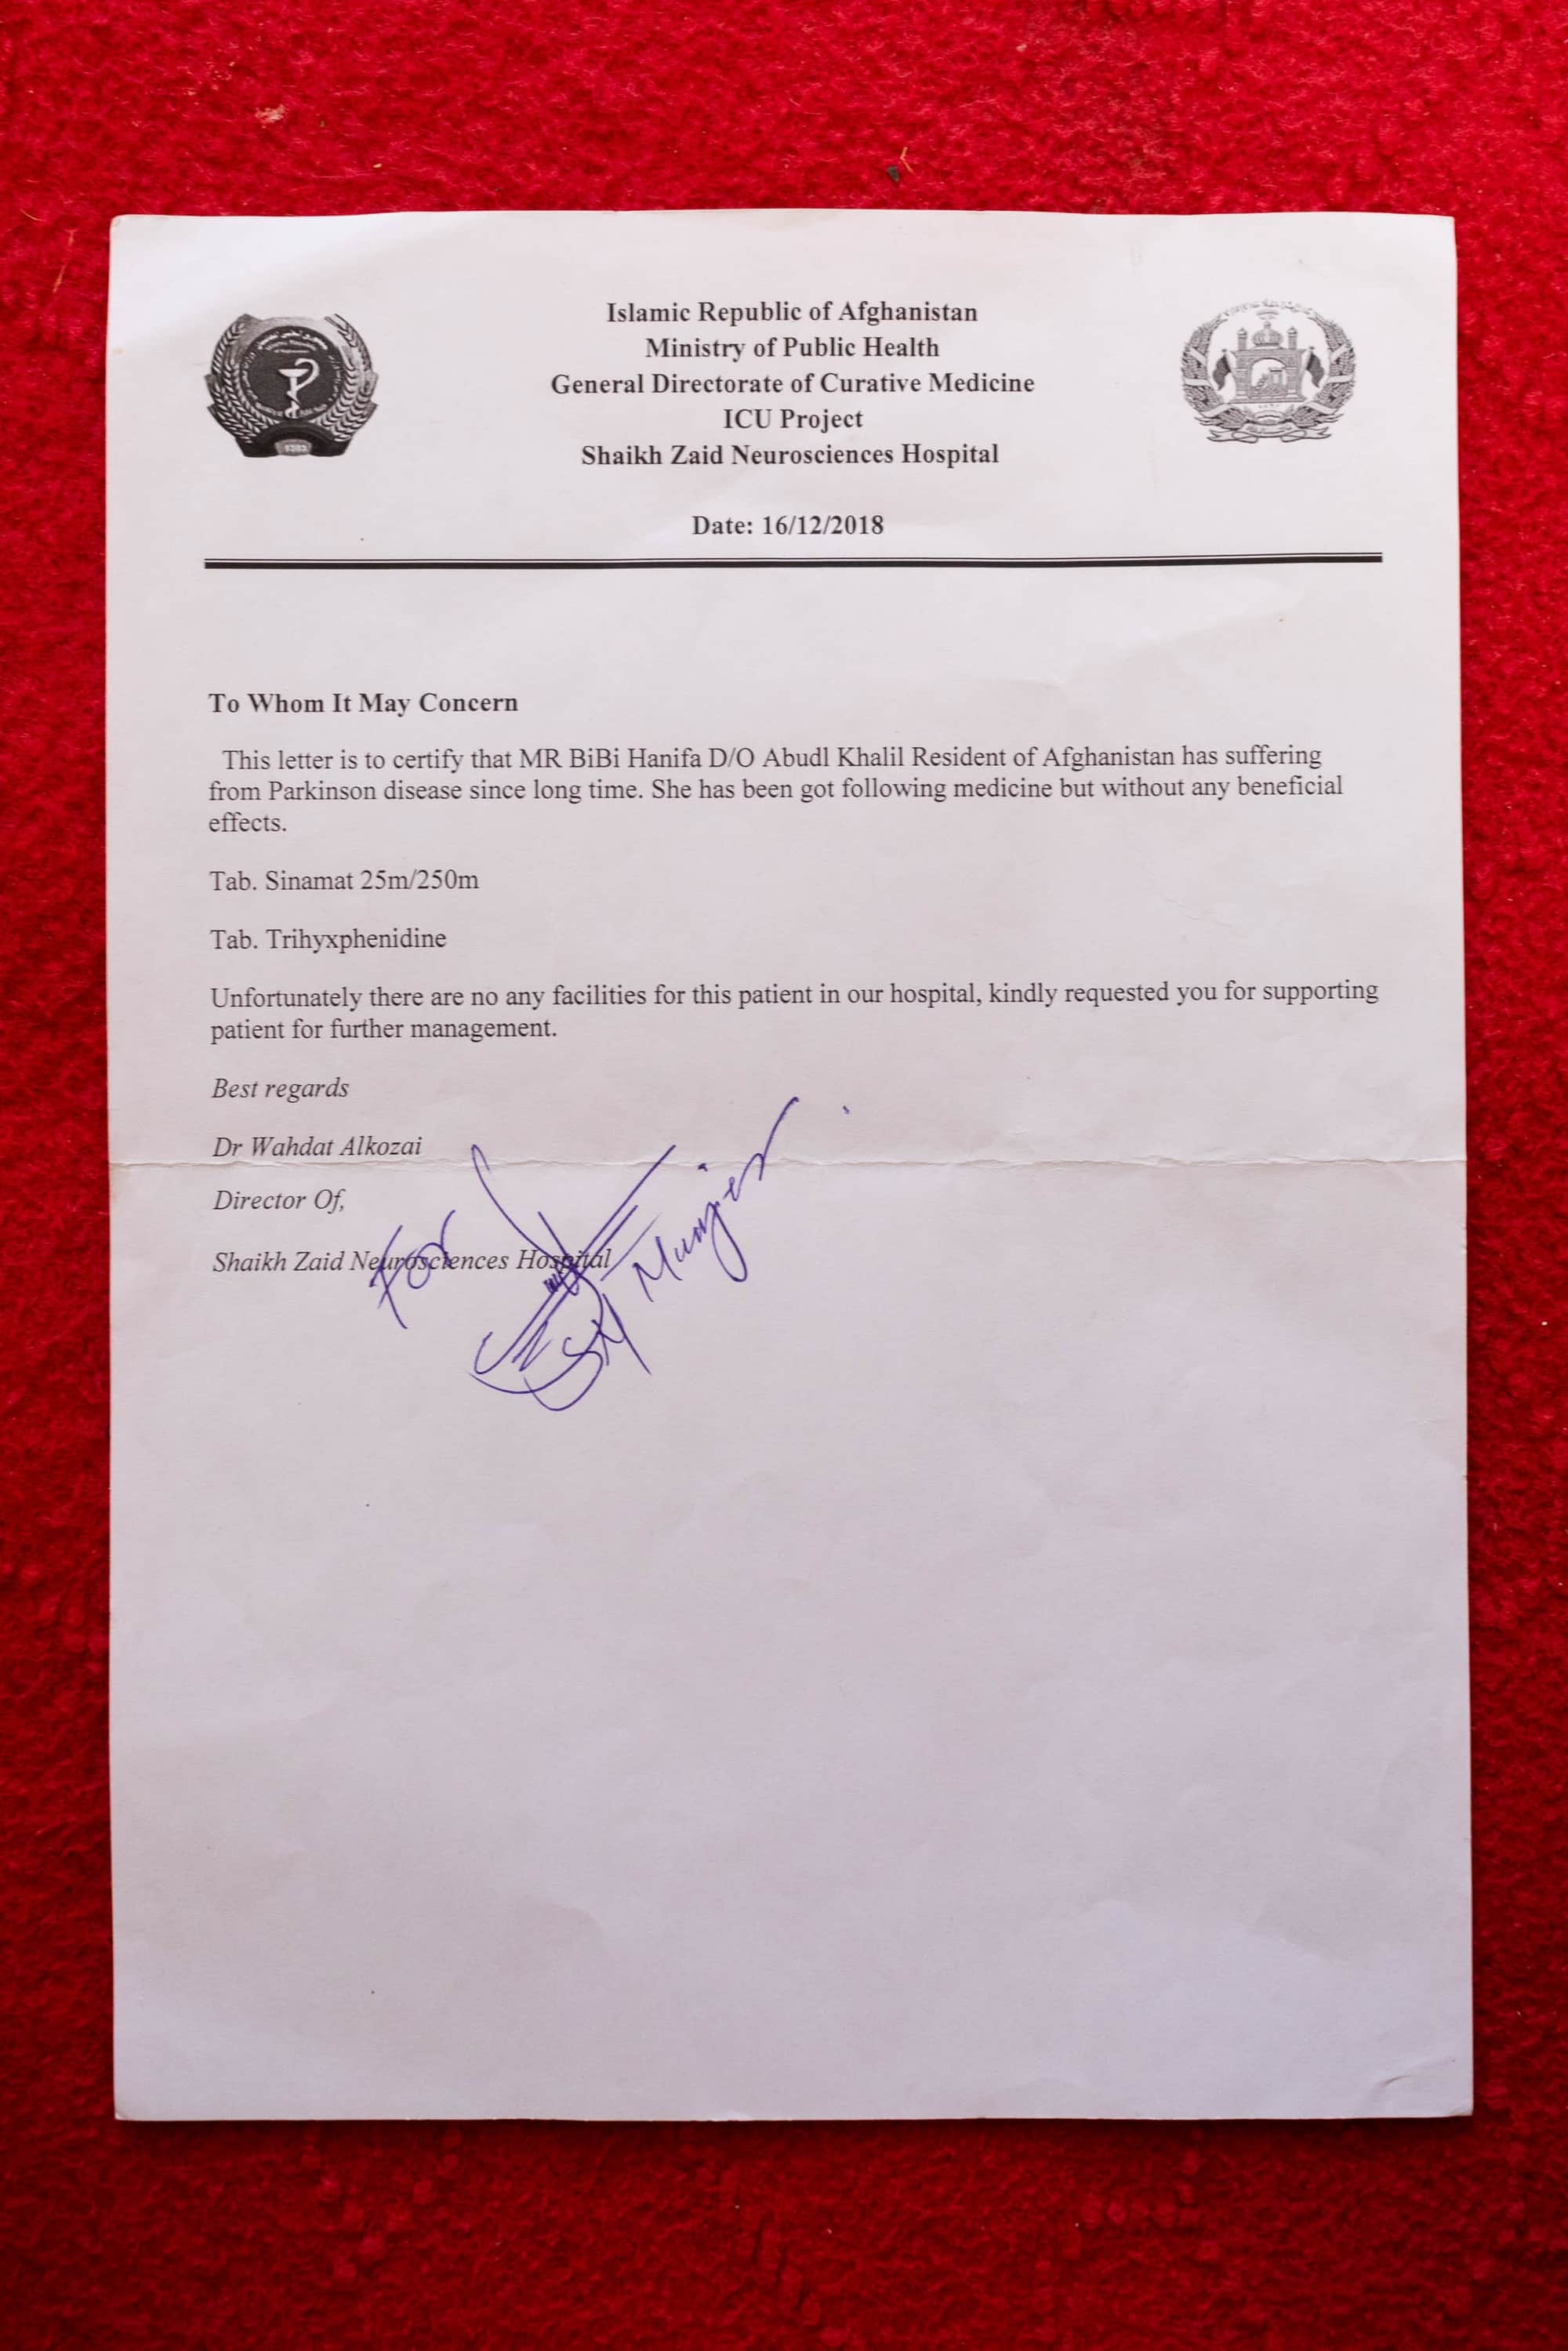 Islamic Republic of Afghanistan
Ministry of Public Health
General Directorate of Curative Medicine
ICU Project
Shaikh Zaid Neurosciences Hospital
Date: 16/12/2018
To Whom It May Concern
This letter is to certify that MR BiBi Hanifa D/O Abudl Khalil Resident of Afghanistan has suffering
from Parkinson disease since long time. She has been got following medicine but without any beneficial
effects.
Tab. Sinamat 25m/250m
Tab. Trihyxphenidine
Unfortunately there are no any facilities for this patient in our hospital, kindly requested you for supporting
patient for further management.
Best regards
Dr Wahdat Alkozai
Director Of,
Shaikh Zaid Neurosciences Hospital
For